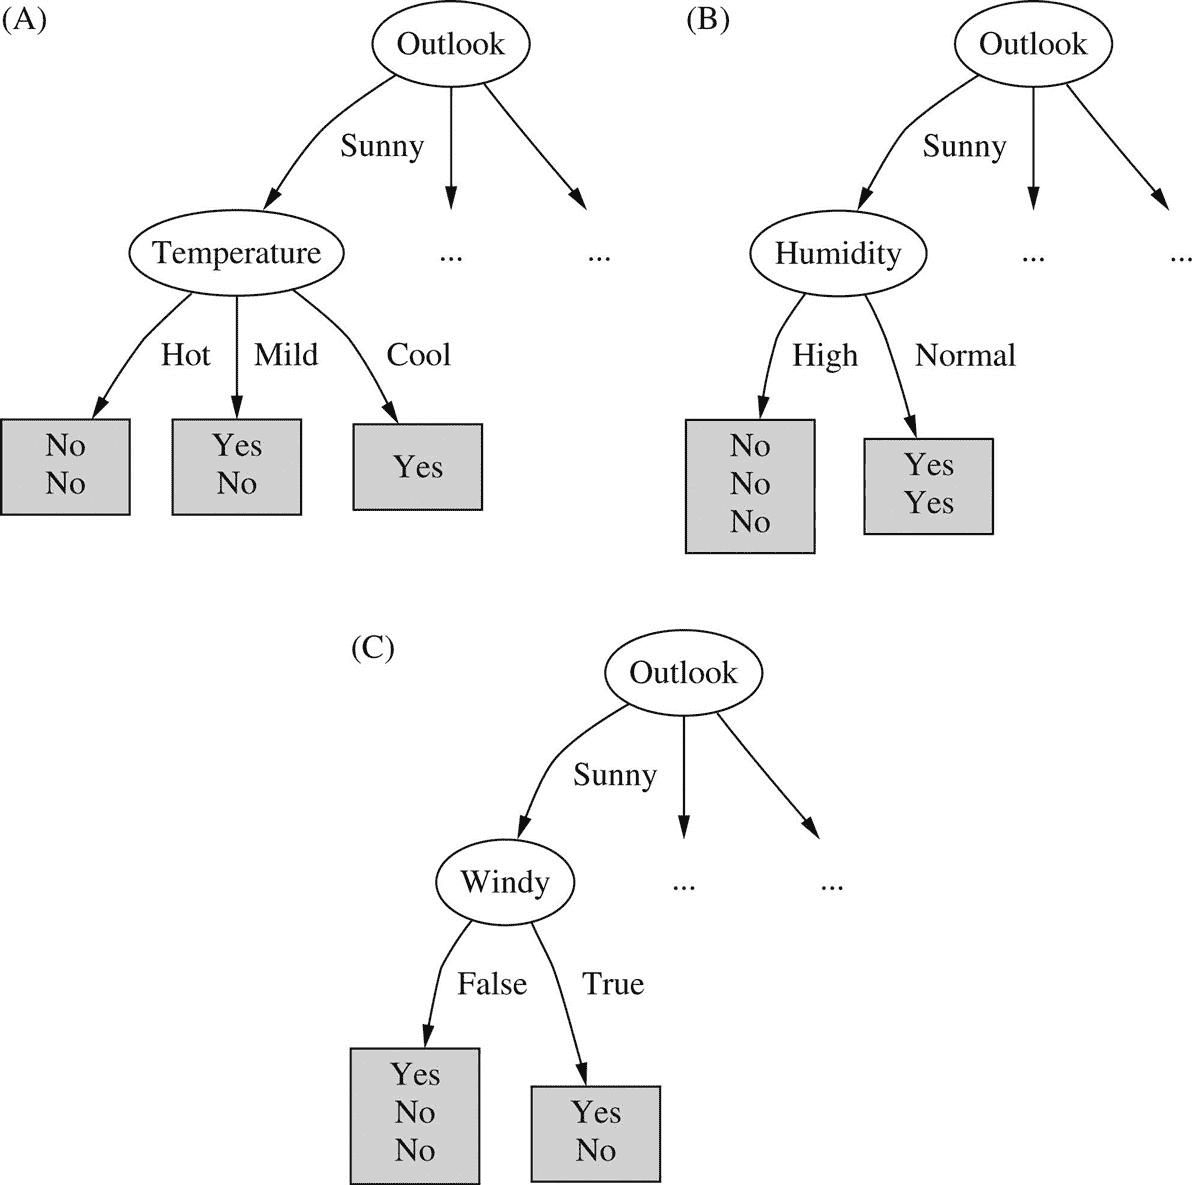 (A)
Outlook
Sunny
Temperature
...
...
Hot
Mild
Cool
No
No
Yes
No
Yes
(B)
Outlook
Sunny
Humidity
...
...
High
Normal
No
No
No
Yes
Yes
(C)
Outlook
Sunny
Windy
...
...
False
True
Yes
No
No
Yes
No